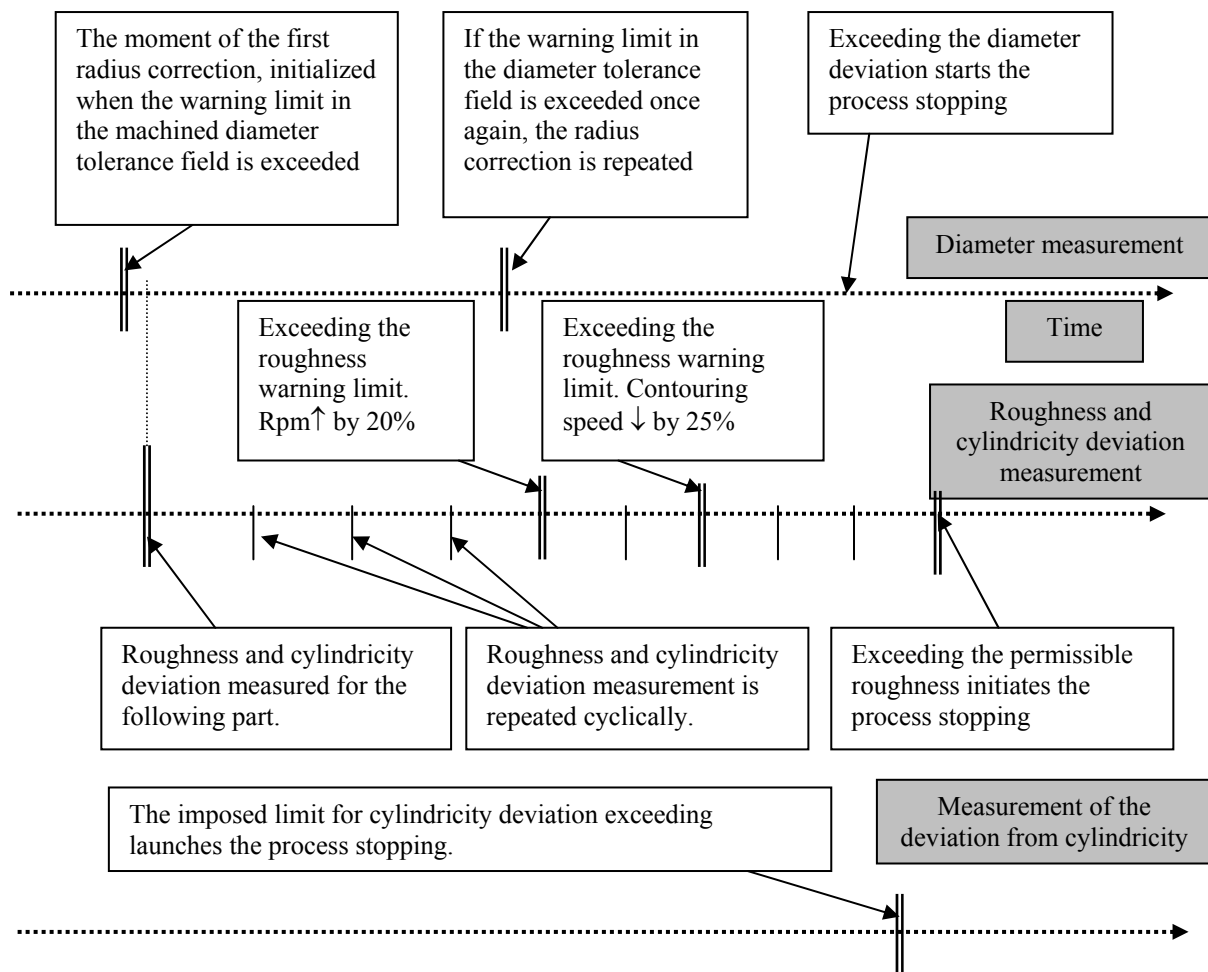 The moment of the first
radius correction, initialized
when the warning limit in
the machined diameter
tolerance field is exceeded
If the warning limit in
the diameter tolerance
field is exceeded once
again, the radius
correction is repeated
Exceeding the diameter
deviation starts the
process stopping
Diameter measurement
Time
Exceeding the
roughness
warning limit.
Rpm↑ by 20%
Exceeding the
roughness warning
limit. Contouring
speed ↓ by 25%
Roughness and
cylindricity deviation
measurement
Roughness and cylindricity
deviation measured for the
following part.
Roughness and cylindricity
deviation measurement is
repeated cyclically.
Exceeding the permissible
roughness initiates the
process stopping
The imposed limit for cylindricity deviation exceeding
launches the process stopping.
Measurement of the
deviation from cylindricity